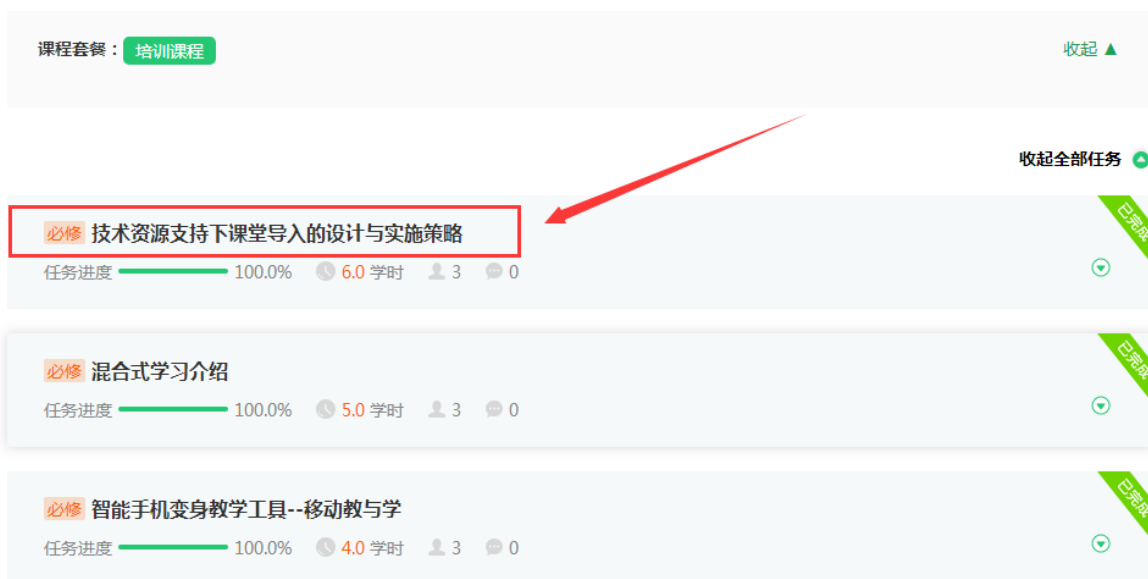 课程套餐： 培训课程 收起 ▲
收起全部任务
必修 技术资源支持下课堂导入的设计与实施策略 已完成
任务进度 100.0% 6.0 学时 3 0
必修 混合式学习介绍 已完成
任务进度 100.0% 5.0 学时 3 0
必修 智能手机变身教学工具--移动教与学 已完成
任务进度 100.0% 4.0 学时 3 0